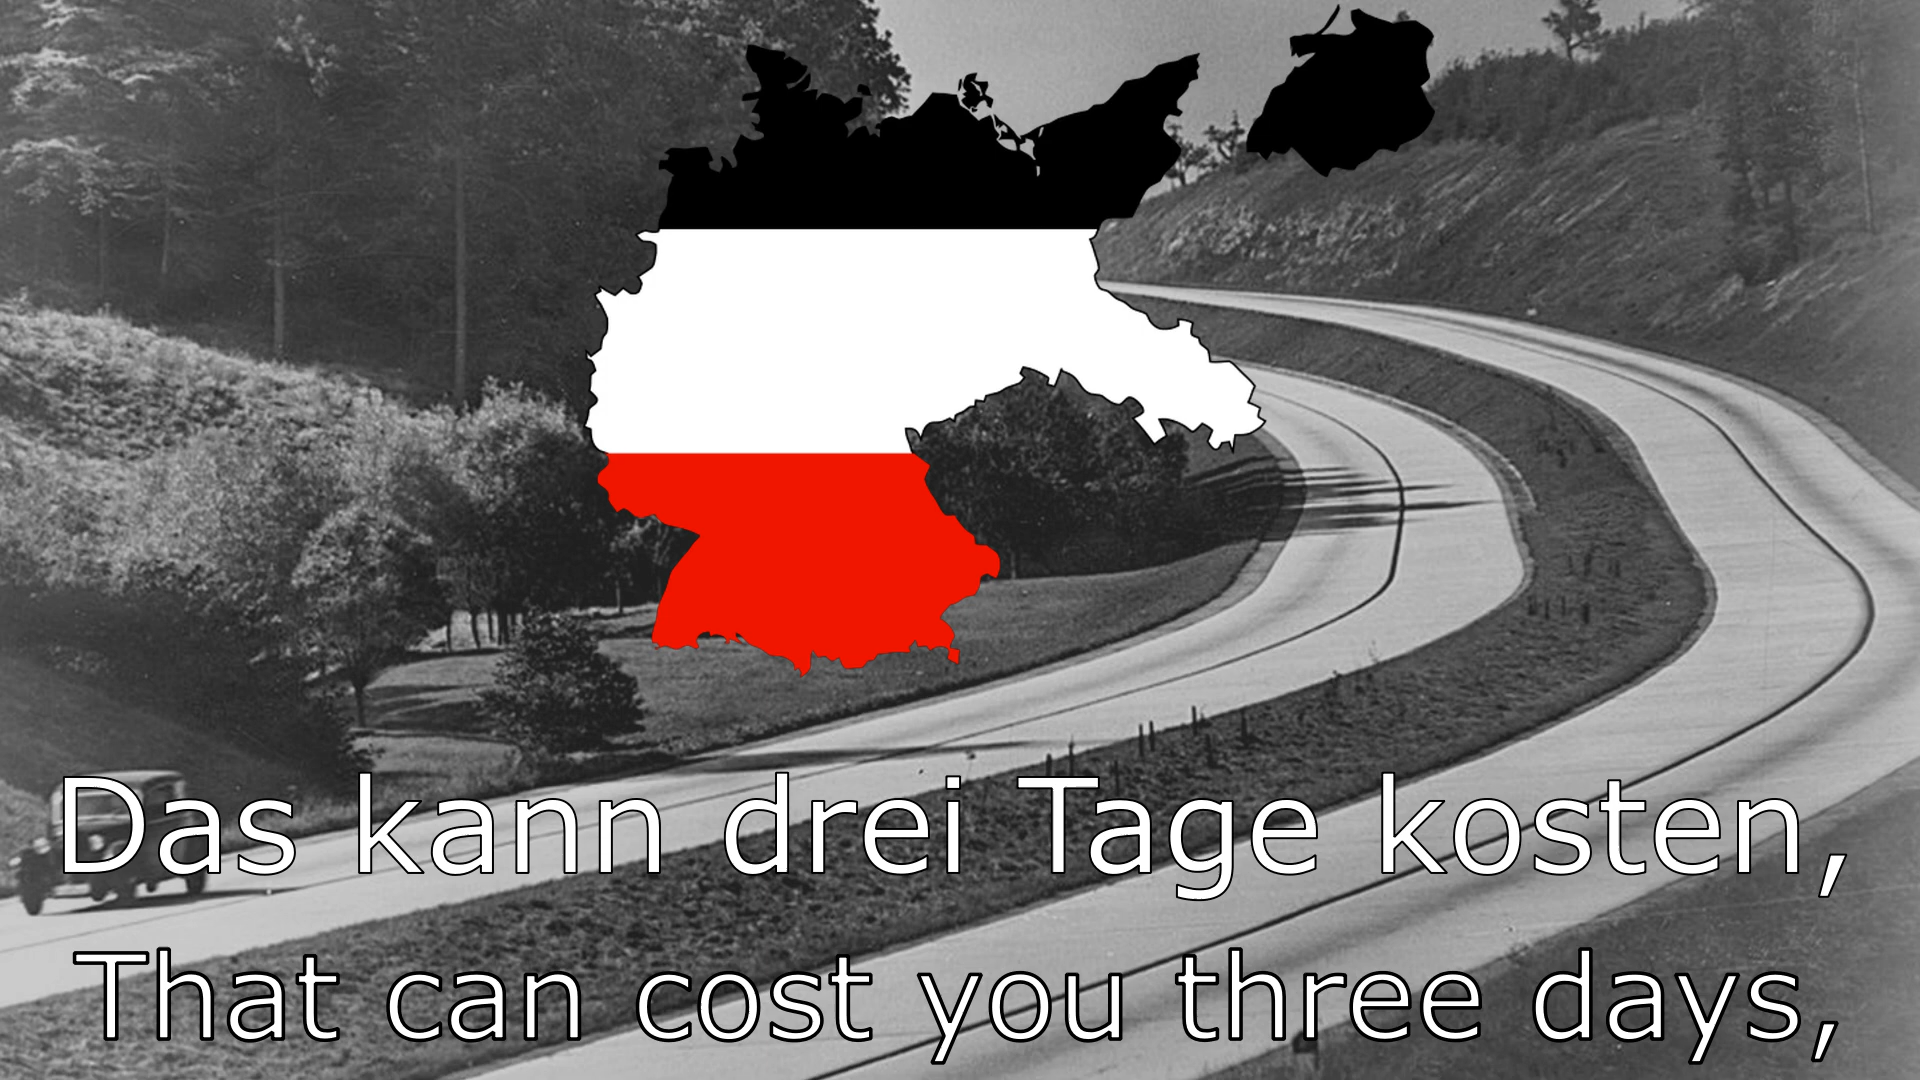 Das kann drei Tage kosten,
That can cost you three days,